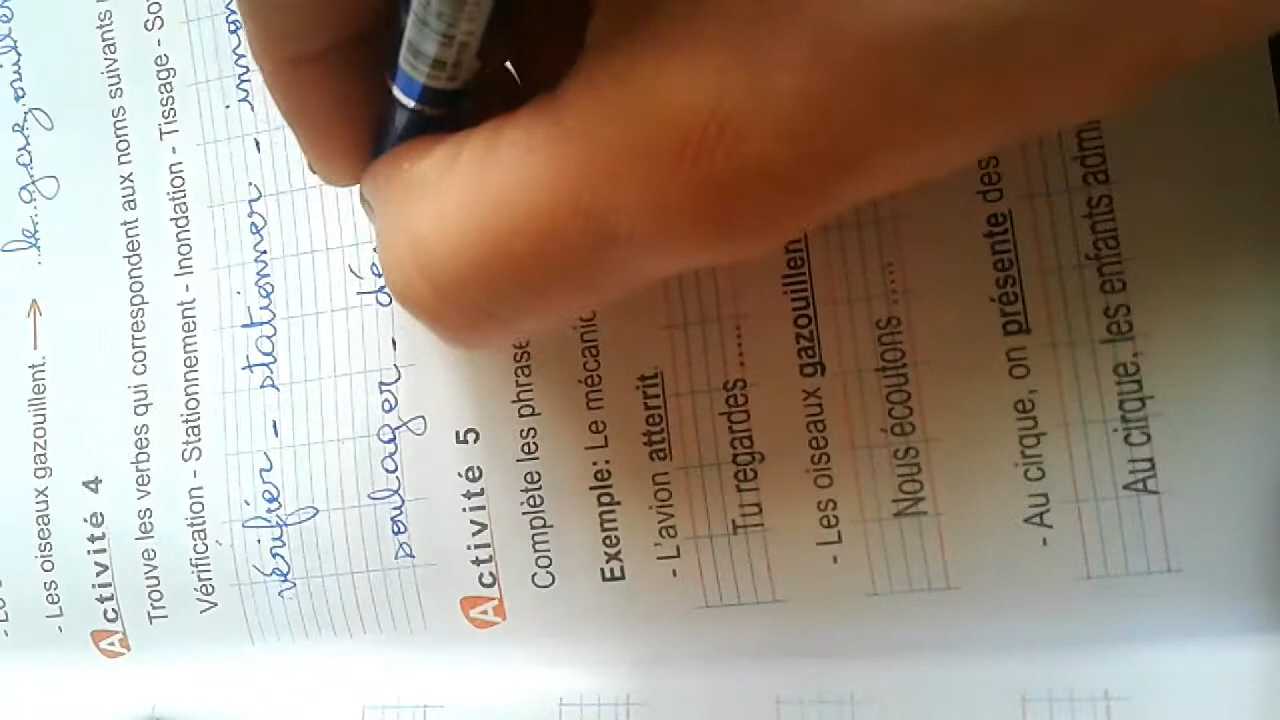 - Les oiseaux gazouillent. → le gazouille
Activité 4
Trouve les verbes qui correspondent aux noms suivants
Vérification - Stationnement - Inondation - Tissage - So
vérifier - stationner - inon
soulager - dé
Activité 5
Complète les phrase
Exemple: Le mécanic
- L'avion atterrit.
Tu regardes .....
- Les oiseaux gazouillen
Nous écoutons .....
- Au cirque, on présente des
Au cirque, les enfants admi